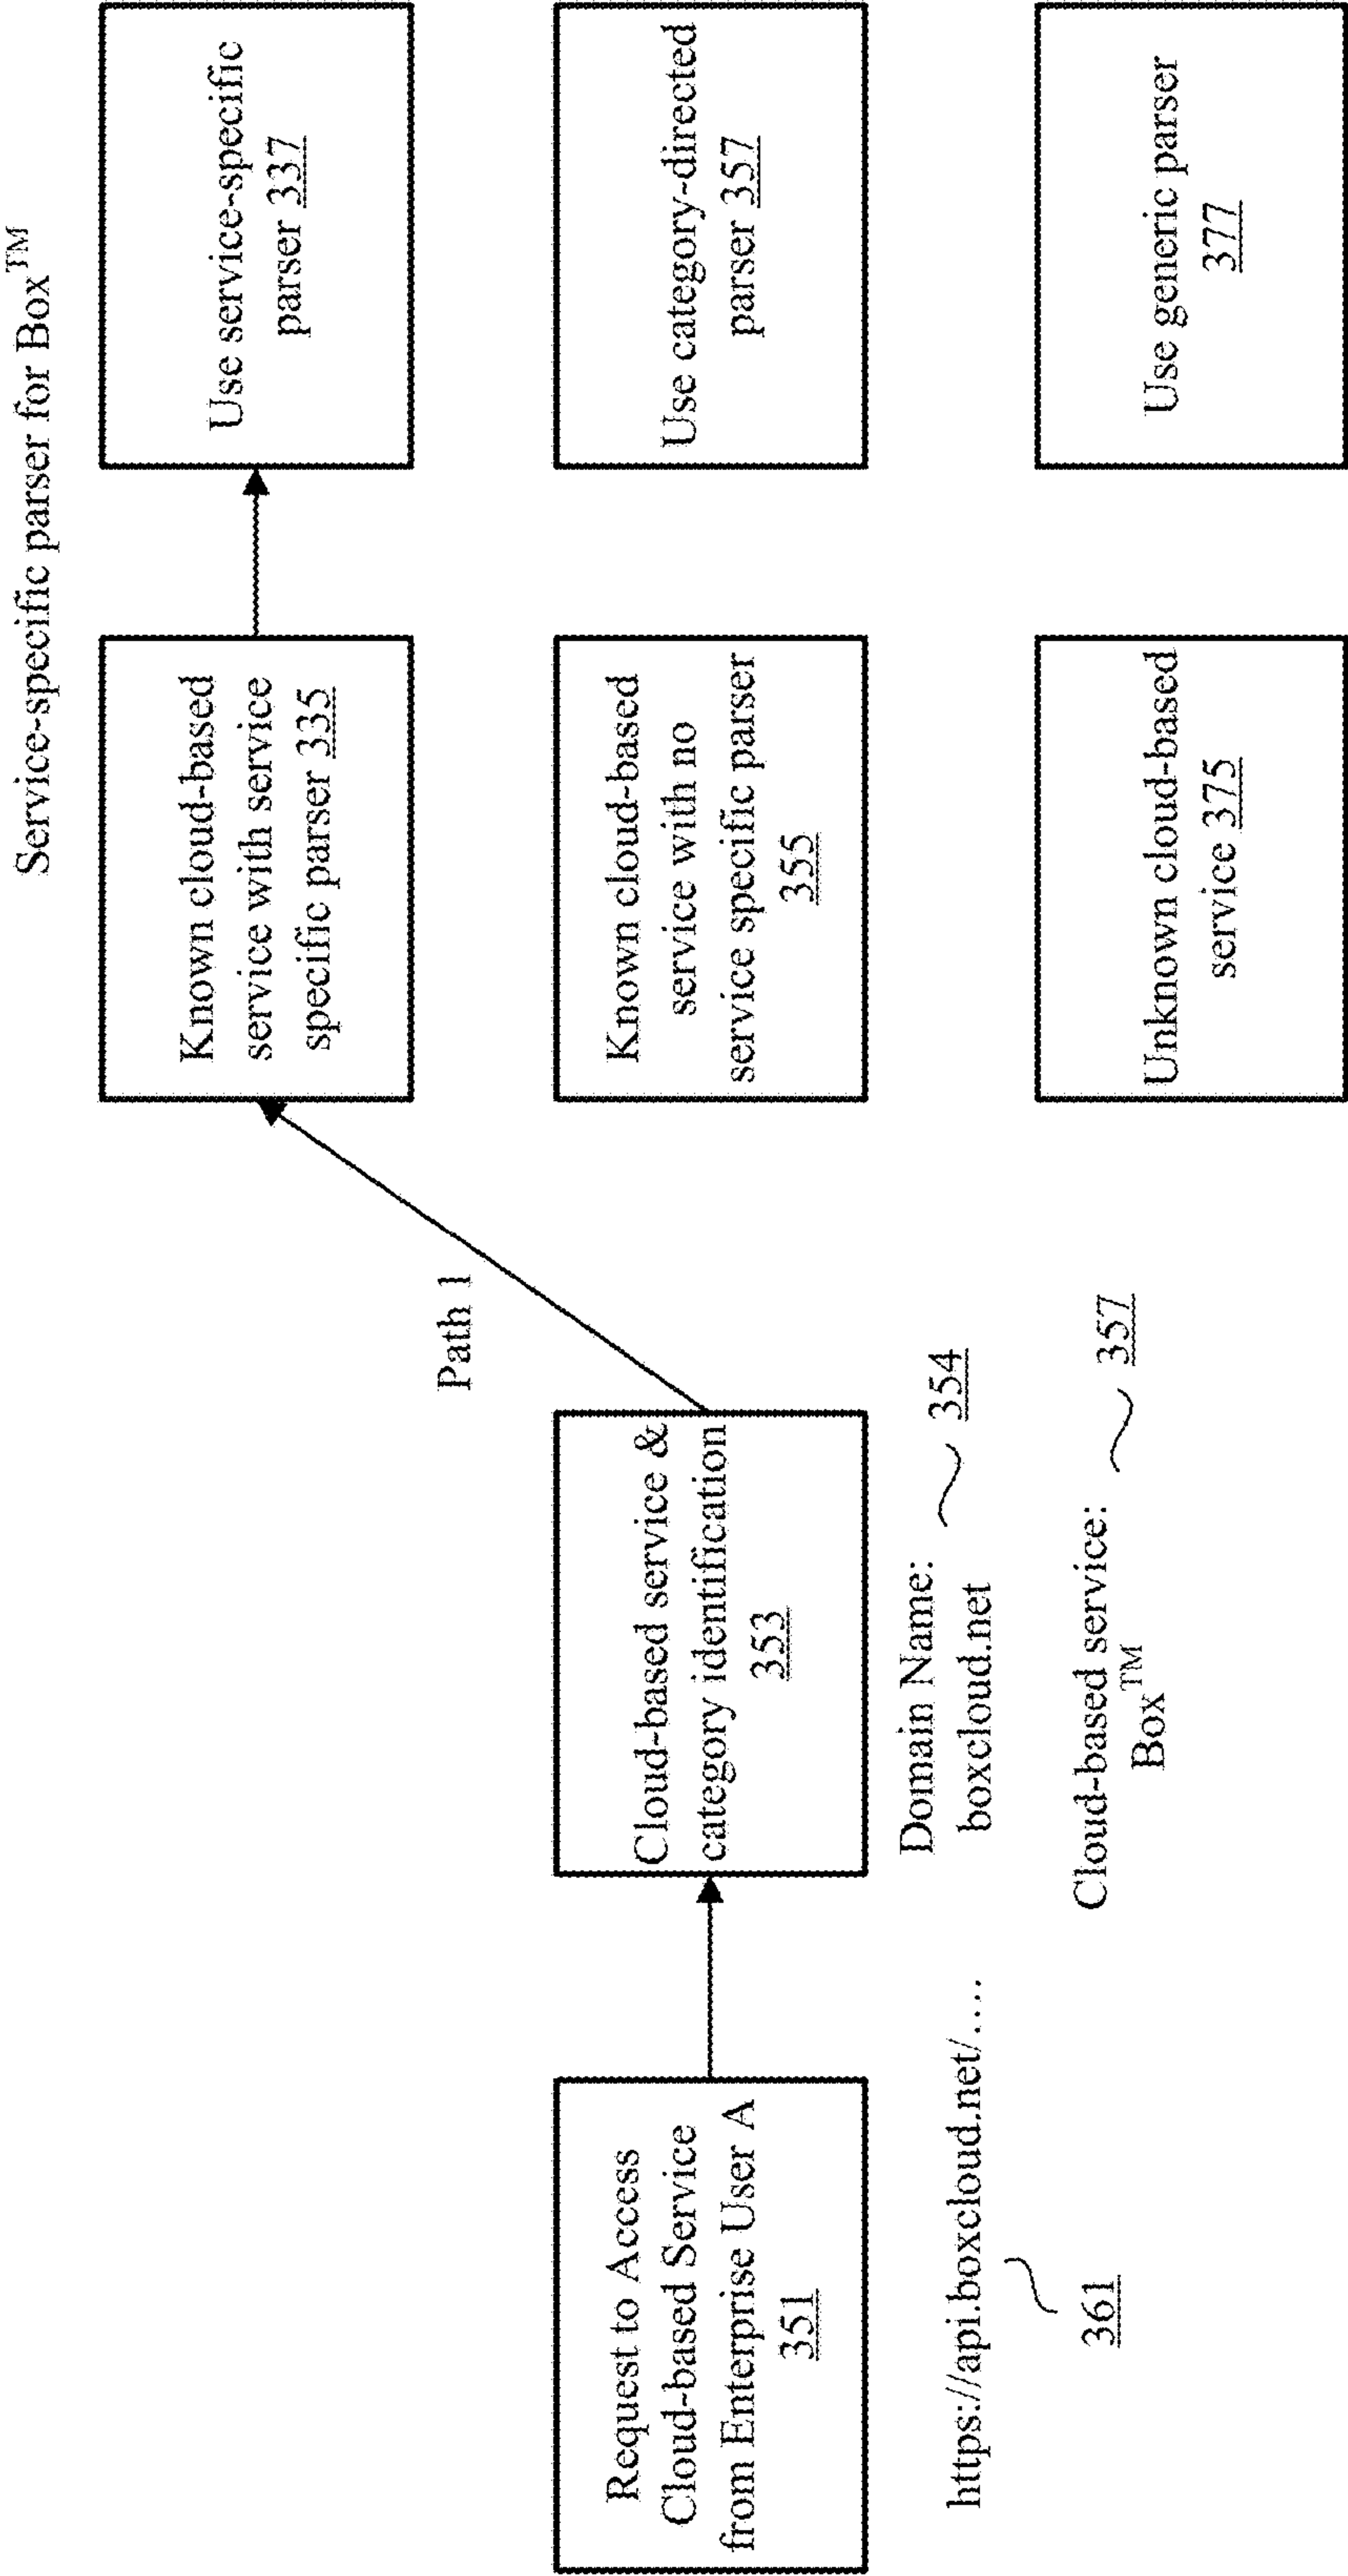 Service-specific parser for Box™
Request to Access
Cloud-based Service
from Enterprise User A
351
https://api.boxcloud.net/....
361
Cloud-based service &
category identification
353
Domain Name:
boxcloud.net
354
Cloud-based service:
Box™
357
Path 1
Known cloud-based
service with service
specific parser 335
Use service-specific
parser 337
Known cloud-based
service with no
service specific parser
355
Use category-directed
parser 357
Unknown cloud-based
service 375
Use generic parser
377